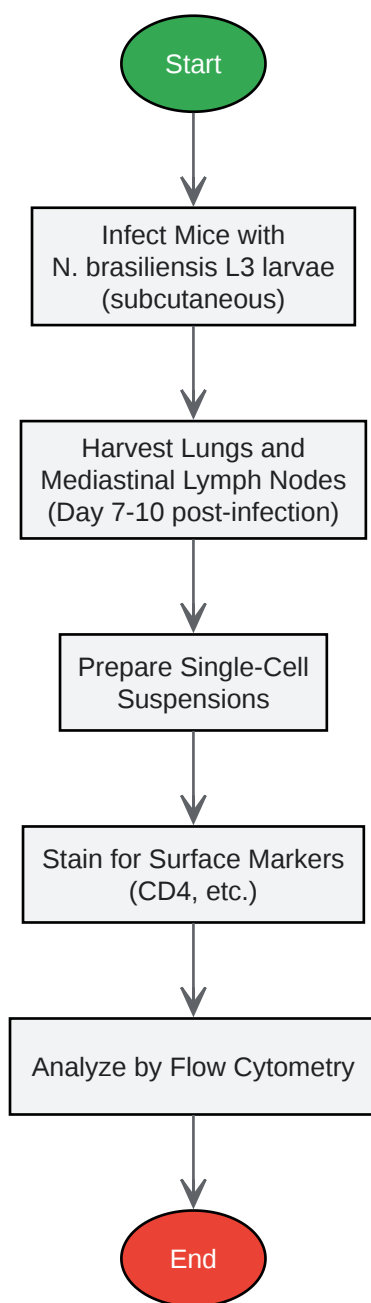 Start
Infect Mice with
N. brasiliensis L3 larvae
(subcutaneous)
Harvest Lungs and
Mediastinal Lymph Nodes
(Day 7-10 post-infection)
Prepare Single-Cell
Suspensions
Stain for Surface Markers
(CD4, etc.)
Analyze by Flow Cytometry
End